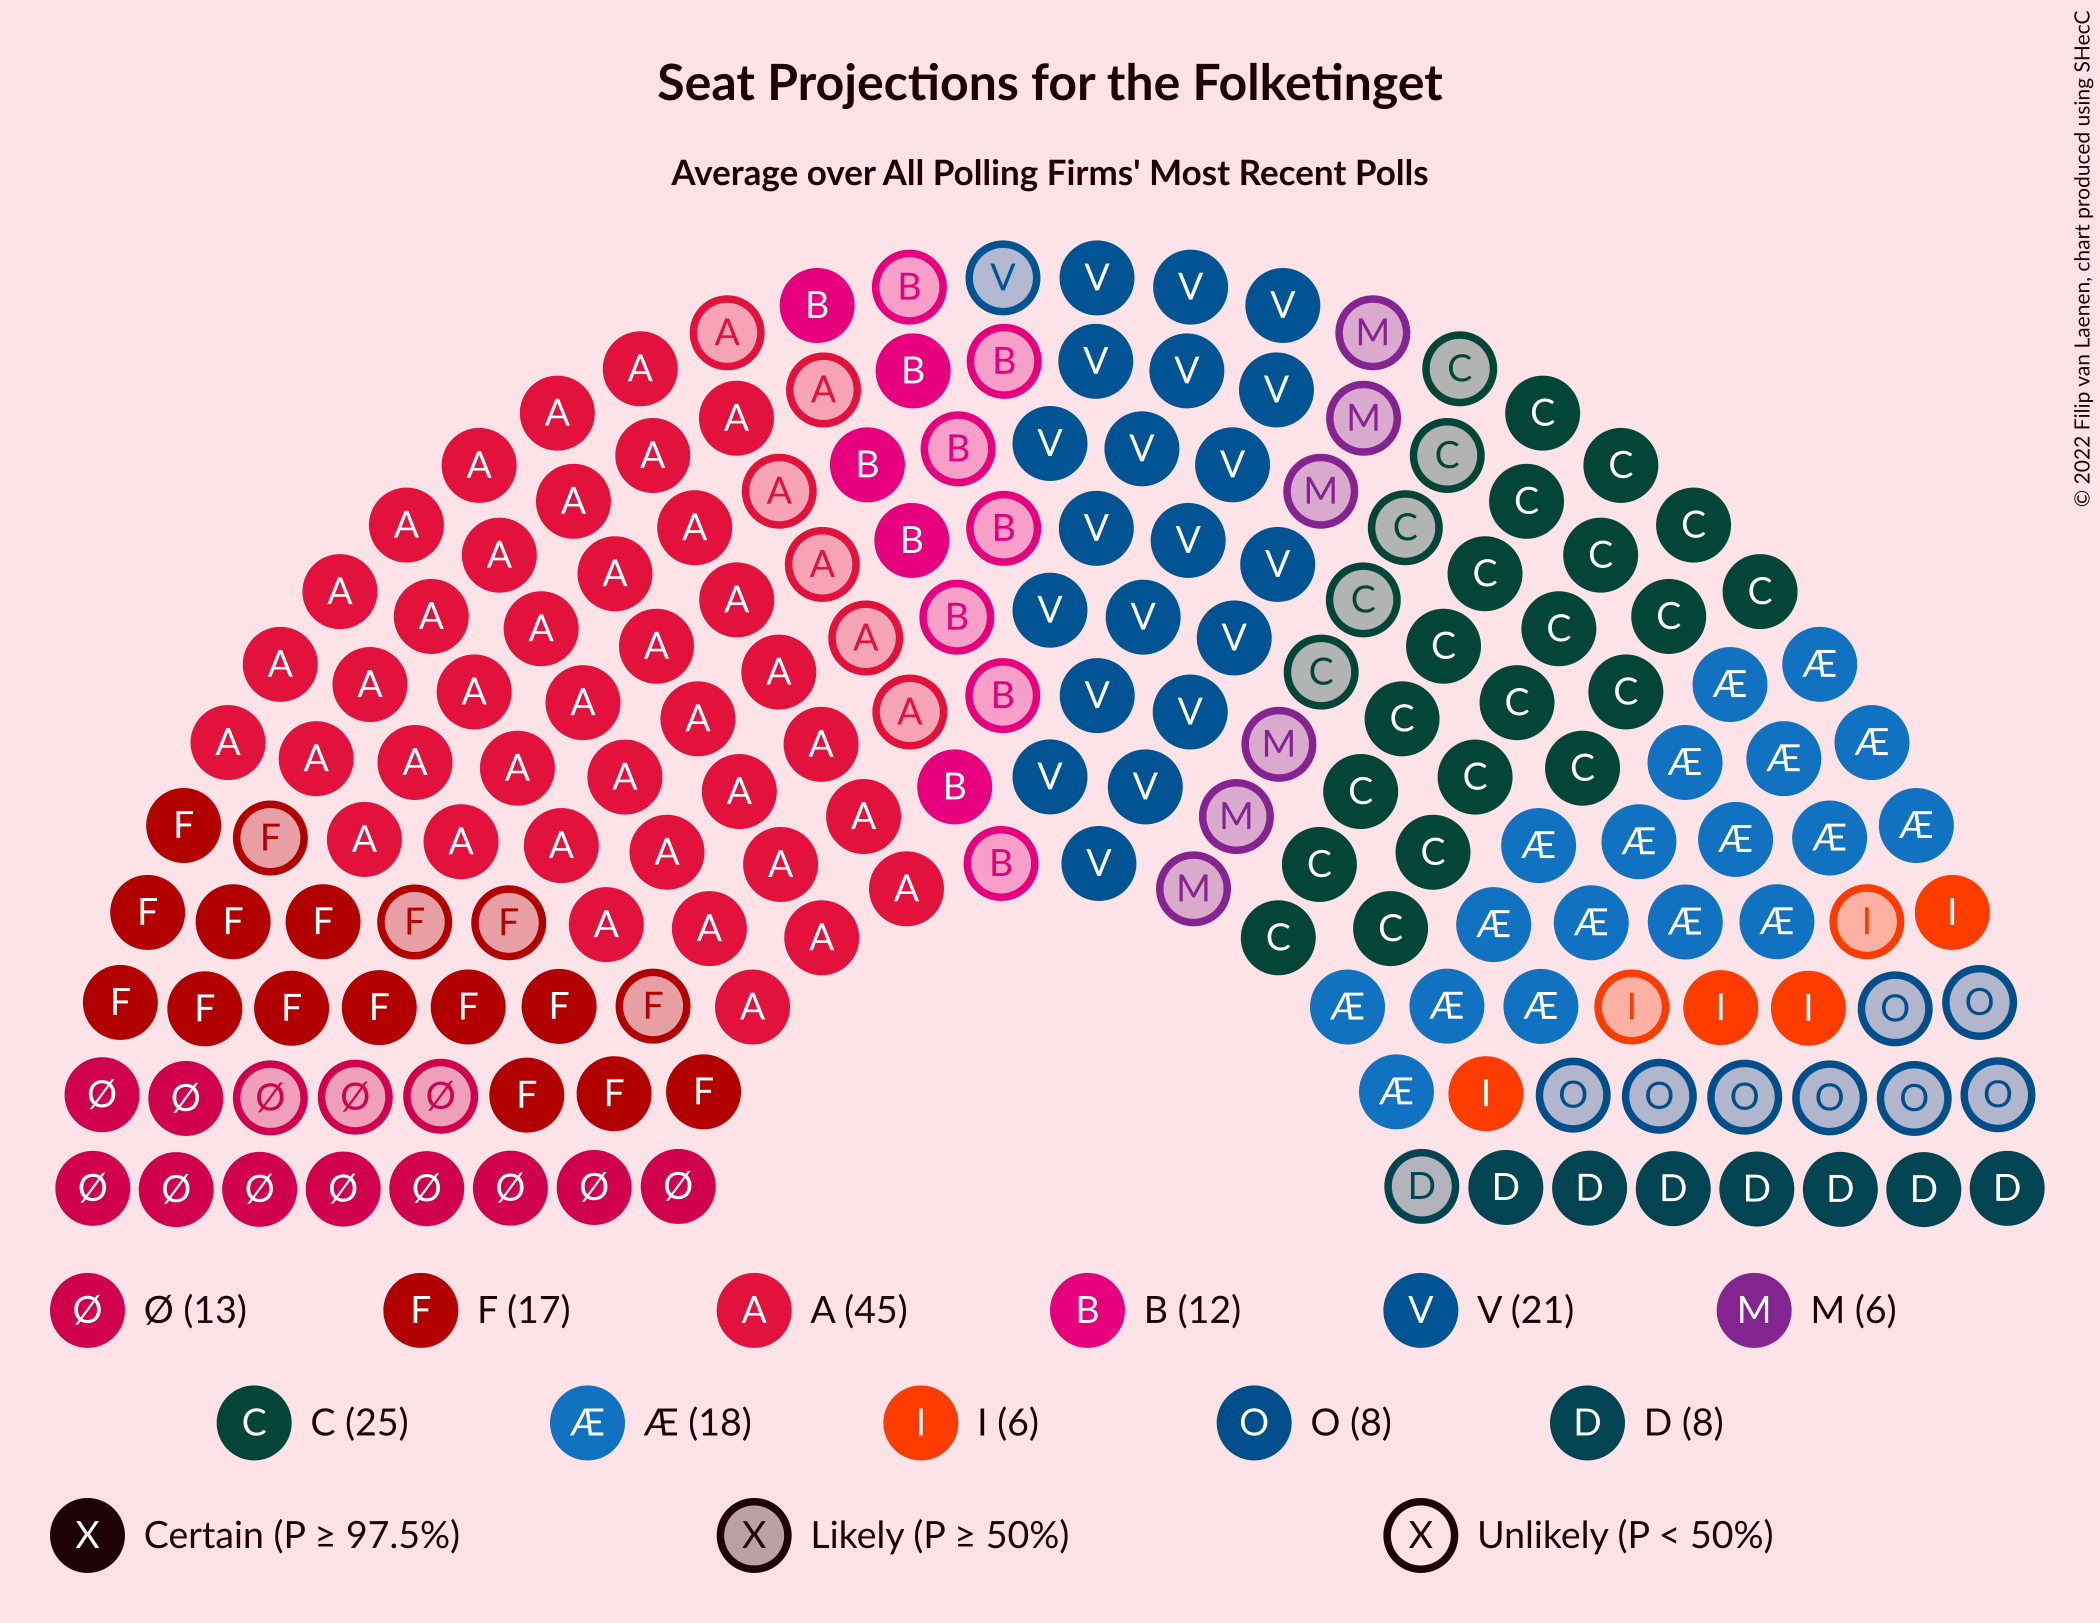 Seat Projections for the Folketinget
Average over All Polling Firms' Most Recent Polls
© 2022 Filip van Laenen, chart produced using SHecC
B B V V V V
A A M C
A B B V V V C
A A A M C C
A A A B B V V V M C C C
A A A B B V V V C C C
A A A A A B V V V C C C C C
A A A A A A B V V C C C C Æ Æ
A A A A A A A B V V M C C C Æ Æ Æ
F F A A A A A A B V M C C Æ Æ Æ Æ Æ
F F F F F A A A A M C C Æ Æ Æ Æ I I
F F F F F F F A Æ Æ Æ I I I O O
Ø Ø Ø Ø Ø F F F Æ I O O O O O O
Ø Ø Ø Ø Ø Ø Ø Ø D D D D D D D D
Ø Ø (13) F F (17) A A (45) B B (12) V V (21) M M (6)
C C (25) Æ Æ (18) I I (6) O O (8) D D (8)
X Certain (P ≥ 97.5%) X Likely (P ≥ 50%) X Unlikely (P < 50%)